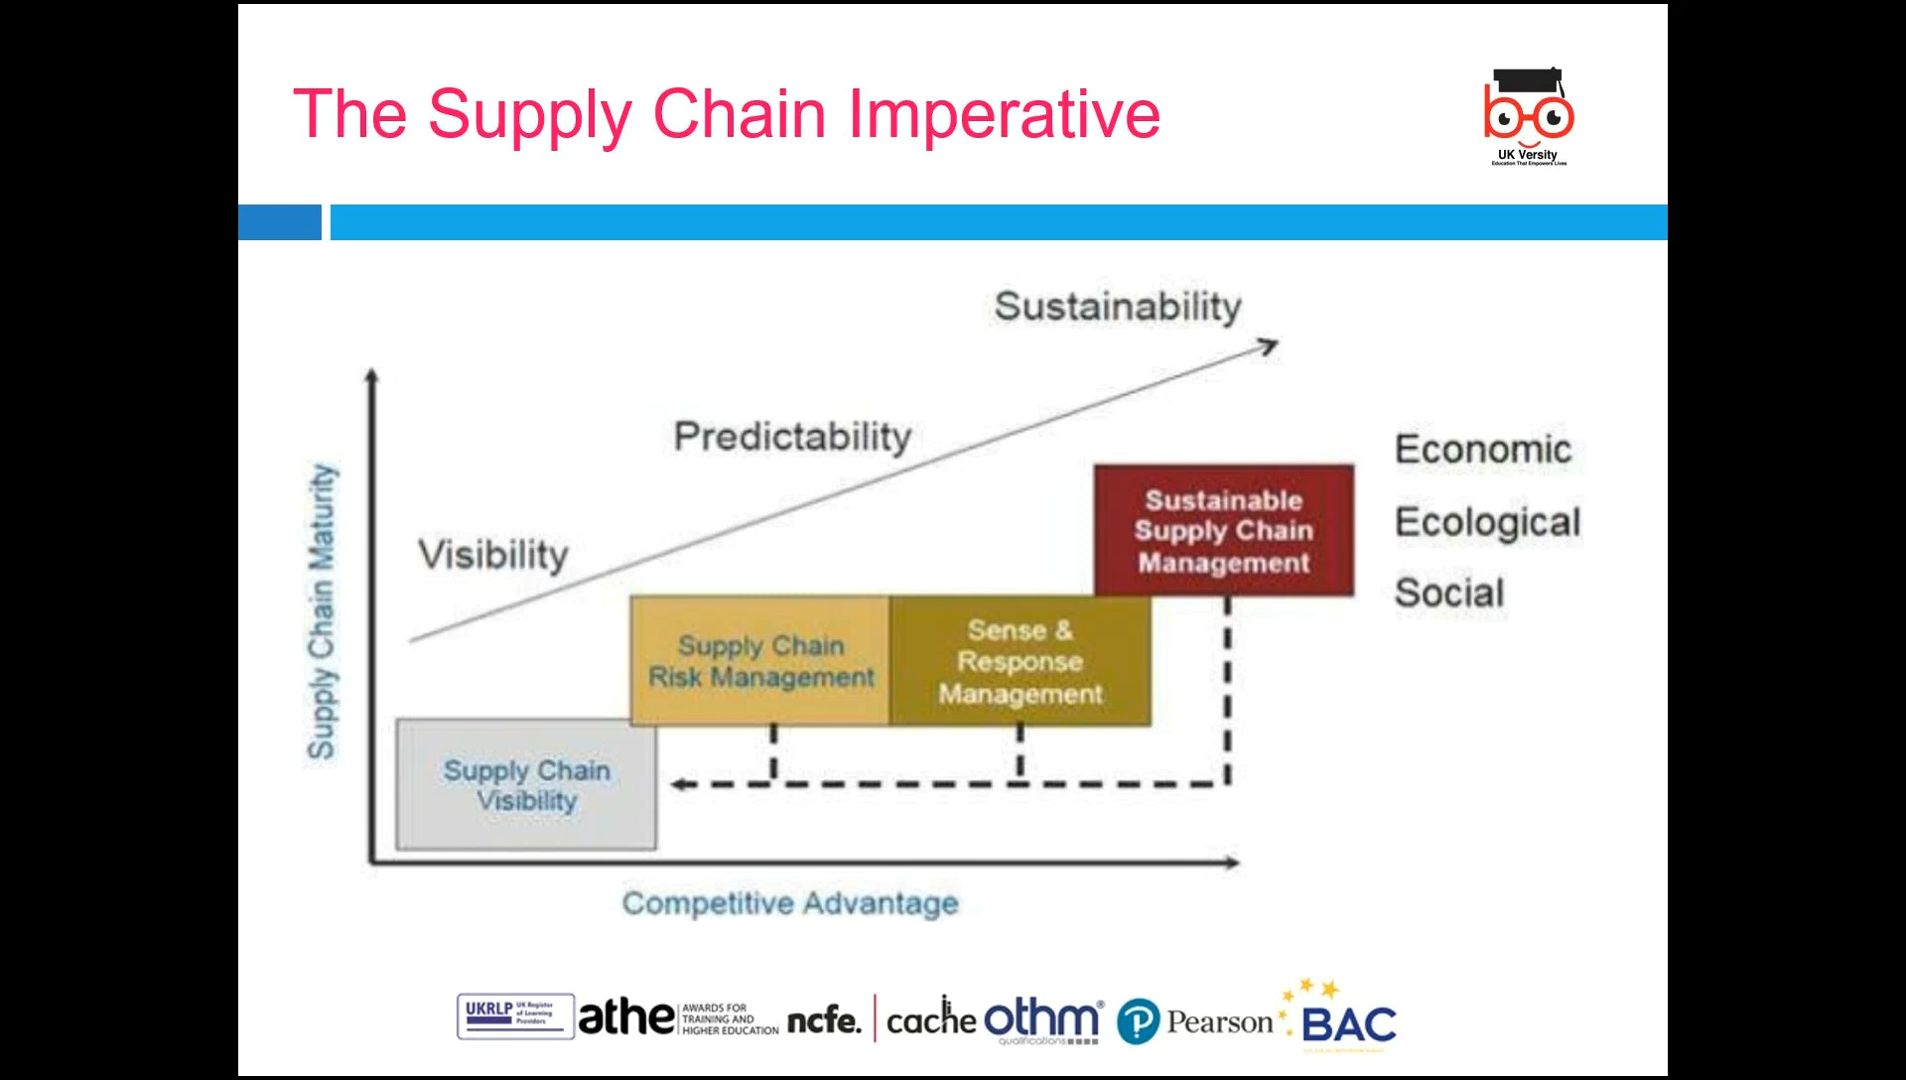 The Supply Chain Imperative
UK Versity
Education That Empowers Lives
Sustainability
Predictability
Visibility
Supply Chain Maturity
Sustainable
Supply Chain
Management
Economic
Ecological
Social
Supply Chain
Risk Management
Sense &
Response
Management
Supply Chain
Visibility
Competitive Advantage
UKRLP
UK Register
of Learning
Providers
athe
AWARDS FOR
TRAINING AND
HIGHER EDUCATION
ncfe.
cache
othm®
qualifications
Pearson
BAC